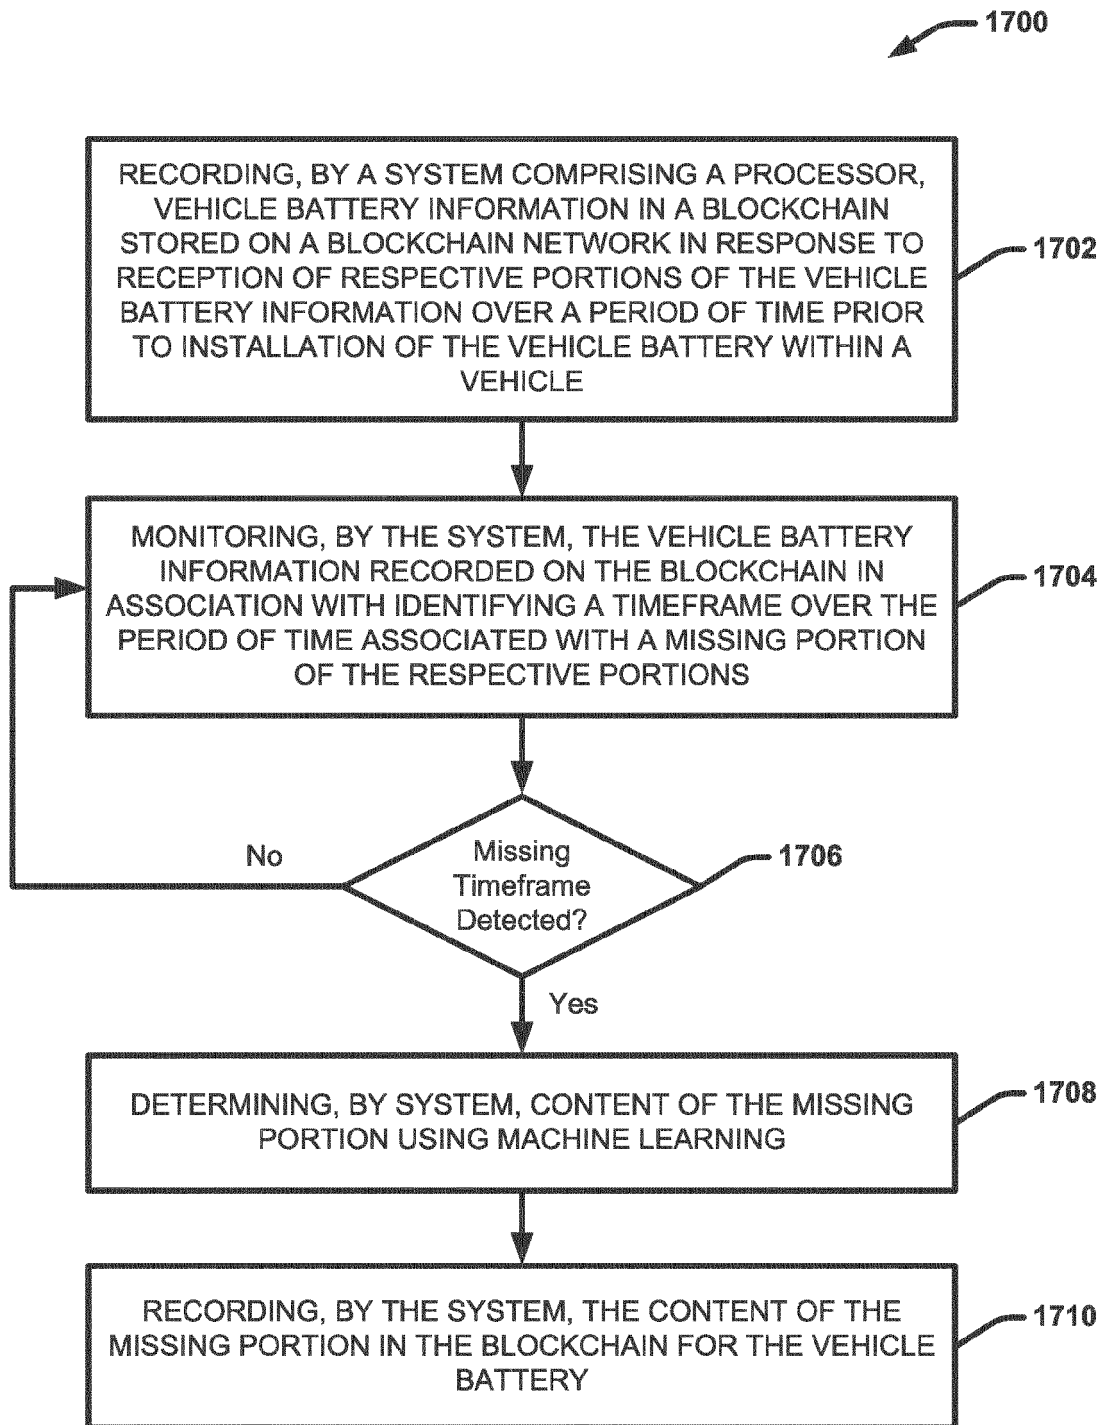 1700
RECORDING, BY A SYSTEM COMPRISING A PROCESSOR,
VEHICLE BATTERY INFORMATION IN A BLOCKCHAIN
STORED ON A BLOCKCHAIN NETWORK IN RESPONSE TO
RECEPTION OF RESPECTIVE PORTIONS OF THE VEHICLE
BATTERY INFORMATION OVER A PERIOD OF TIME PRIOR
TO INSTALLATION OF THE VEHICLE BATTERY WITHIN A
VEHICLE
1702
MONITORING, BY THE SYSTEM, THE VEHICLE BATTERY
INFORMATION RECORDED ON THE BLOCKCHAIN IN
ASSOCIATION WITH IDENTIFYING A TIMEFRAME OVER THE
PERIOD OF TIME ASSOCIATED WITH A MISSING PORTION
OF THE RESPECTIVE PORTIONS
1704
No
Missing
Timeframe
Detected?
1706
Yes
DETERMINING, BY SYSTEM, CONTENT OF THE MISSING
PORTION USING MACHINE LEARNING
1708
RECORDING, BY THE SYSTEM, THE CONTENT OF THE
MISSING PORTION IN THE BLOCKCHAIN FOR THE VEHICLE
BATTERY
1710